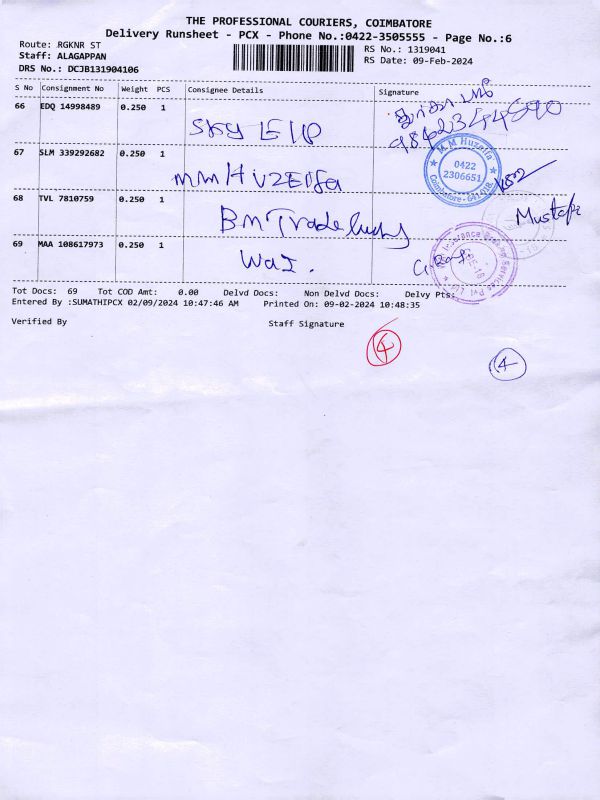 THE PROFESSIONAL COURIERS, COIMBATORE
Delivery Runsheet - PCX - Phone No.:0422-3505555 - Page No.:6
Route: RGKNR ST
RS No.: 1319041
Staff: ALAGAPPAN
RS Date: 09-Feb-2024
DRS No.: DCJB131904106
S No Consignment No Weight PCS Consignee Details Signature
66 EDQ 14998489 0.250 1
SKY
67 SLM 339292682 0.250 1
MM HUZEIfa
M.M Huzaifa
0422
2306651
Coimbatore - 641 018.
68 TVL 7810759 0.250 1
BM Trade
Mustafa
69 MAA 108617973 0.250 1
WaI.
Tot Docs: 69 Tot COD Amt: 0.00 Delvd Docs: Non Delvd Docs: Delvy Pts:
Entered By :SUMATHIPCX 02/09/2024 10:47:46 AM Printed On: 09-02-2024 10:48:35
Verified By Staff Signature
4
4